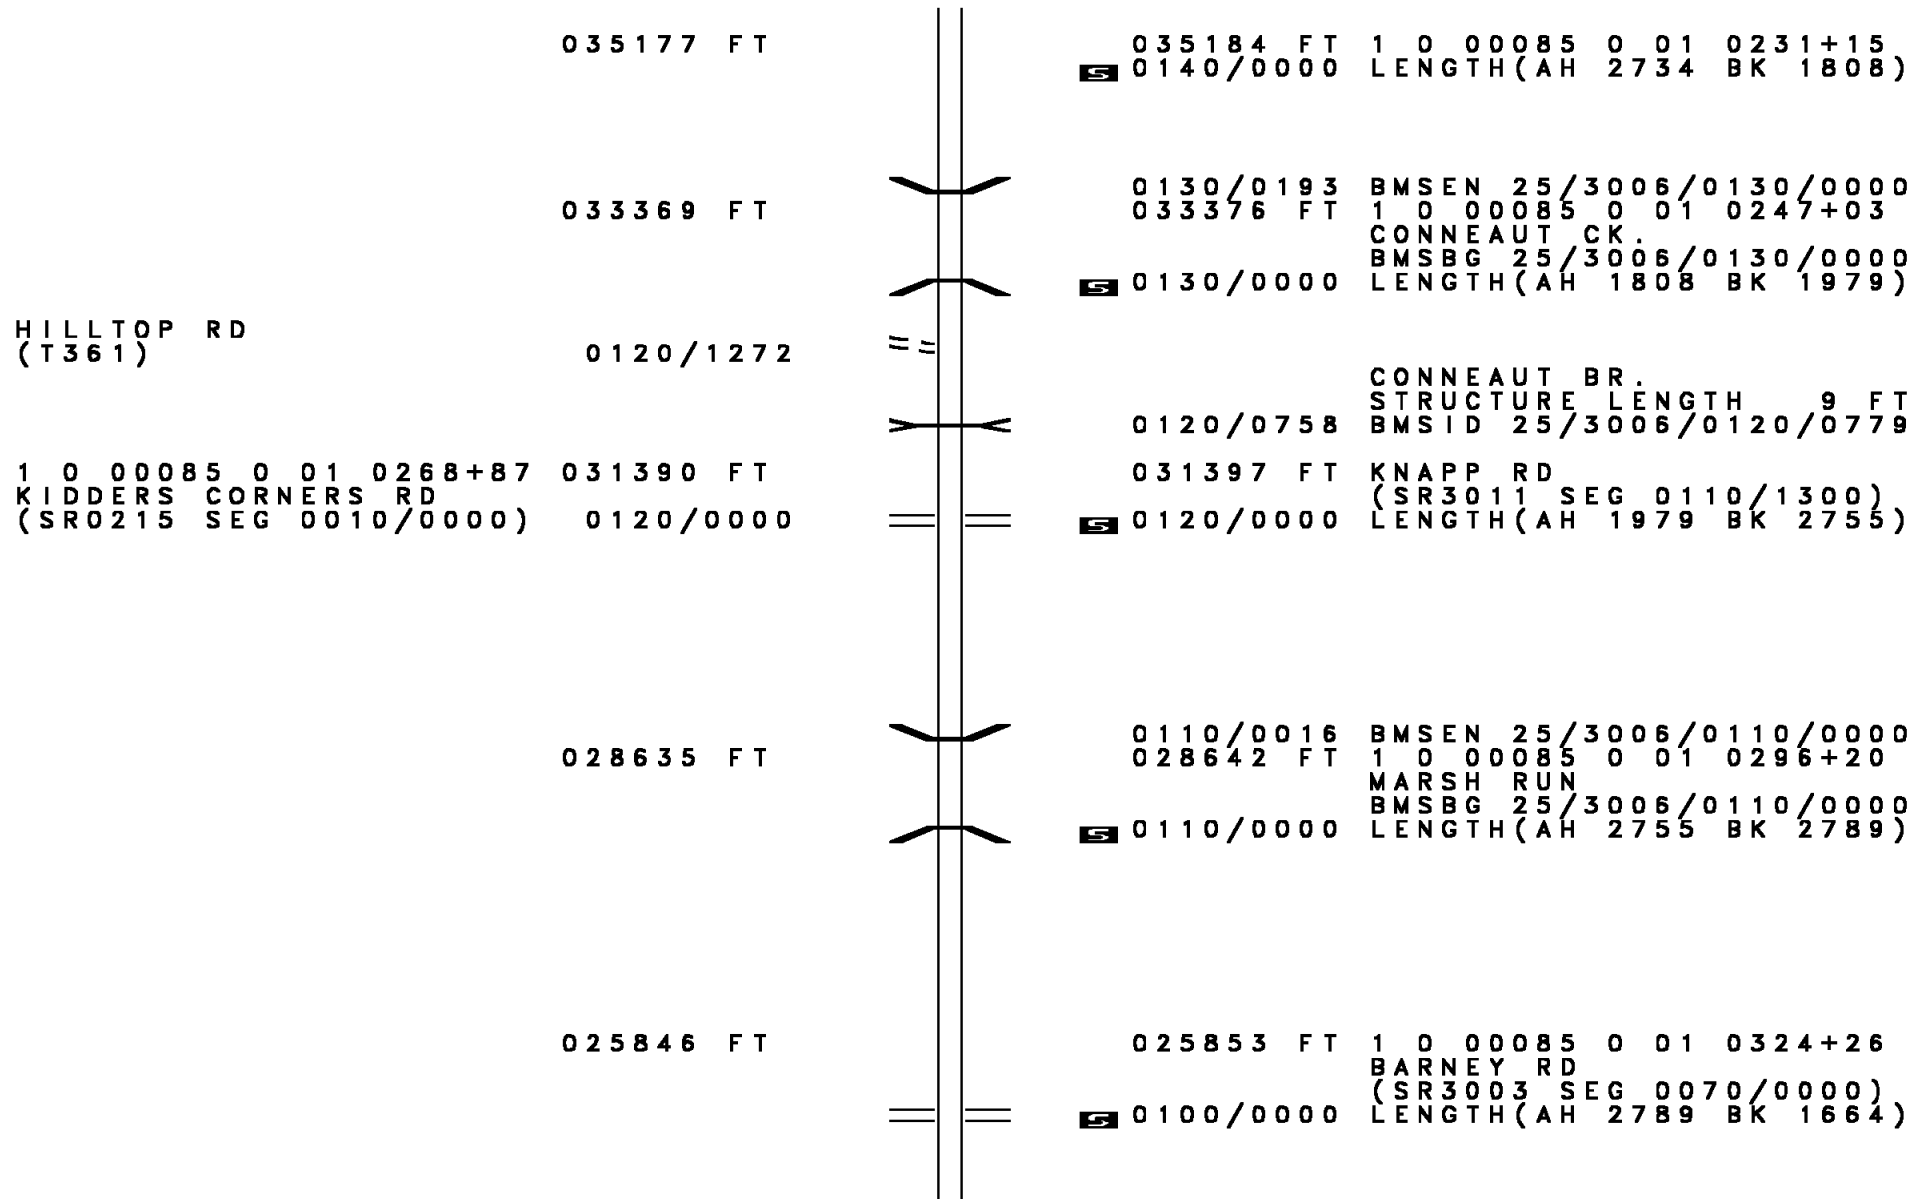 035177 FT 035184 FT 1 0 00085 0 01 0231+15
S 0140/0000 LENGTH(AH 2734 BK 1808)
0130/0193 BMSEN 25/3006/0130/0000
033369 FT 033376 FT 1 0 00085 0 01 0247+03
CONNEAUT CK.
BMSBG 25/3006/0130/0000
S 0130/0000 LENGTH(AH 1808 BK 1979)
HILLTOP RD
(T361) 0120/1272
CONNEAUT BR.
STRUCTURE LENGTH 9 FT
0120/0758 BMSID 25/3006/0120/0779
1 0 00085 0 01 0268+87 031390 FT 031397 FT KNAPP RD
KIDDERS CORNERS RD (SR3011 SEG 0110/1300)
(SR0215 SEG 0010/0000) 0120/0000 S 0120/0000 LENGTH(AH 1979 BK 2755)
0110/0016 BMSEN 25/3006/0110/0000
028635 FT 028642 FT 1 0 00085 0 01 0296+20
MARSH RUN
BMSBG 25/3006/0110/0000
S 0110/0000 LENGTH(AH 2755 BK 2789)
025846 FT 025853 FT 1 0 00085 0 01 0324+26
BARNEY RD
(SR3003 SEG 0070/0000)
S 0100/0000 LENGTH(AH 2789 BK 1664)